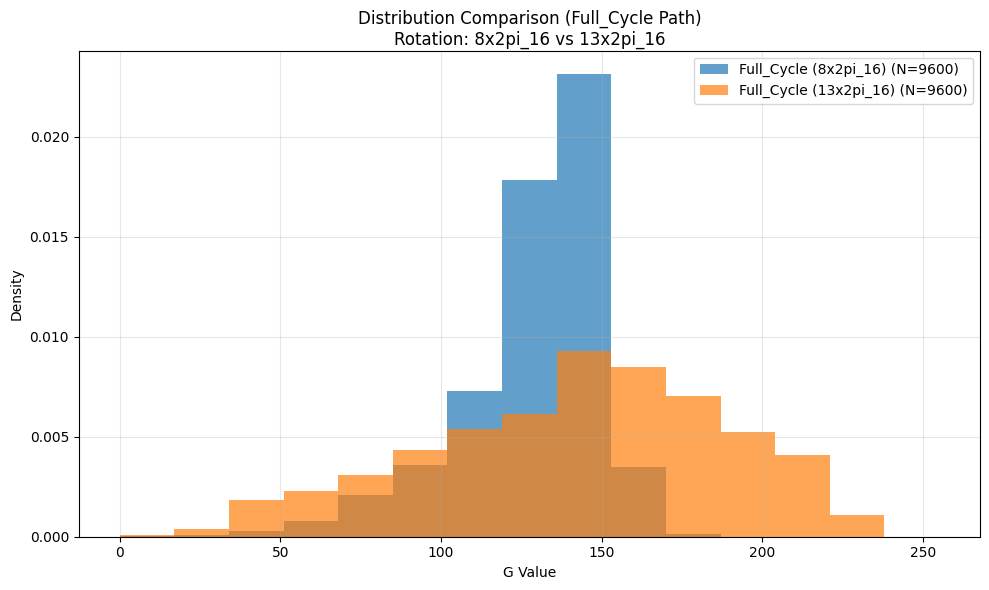 Distribution Comparison (Full_Cycle Path)
Rotation: 8x2pi_16 vs 13x2pi_16
Full_Cycle (8x2pi_16) (N=9600)
Full_Cycle (13x2pi_16) (N=9600)
Density
0.020
0.015
0.010
0.005
0.000
0 50 100 150 200 250
G Value